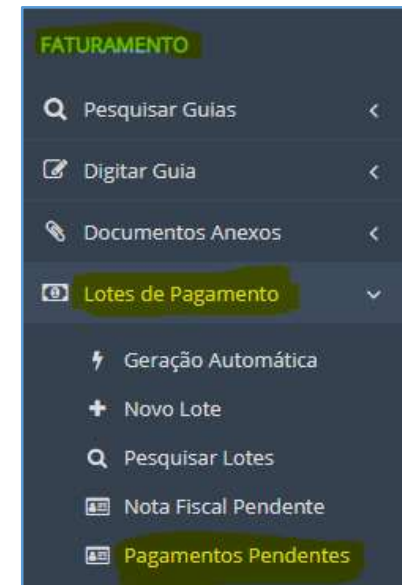 FATURAMENTO
Pesquisar Guias
Digitar Guia
Documentos Anexos
Lotes de Pagamento
Geração Automática
Novo Lote
Pesquisar Lotes
Nota Fiscal Pendente
Pagamentos Pendentes